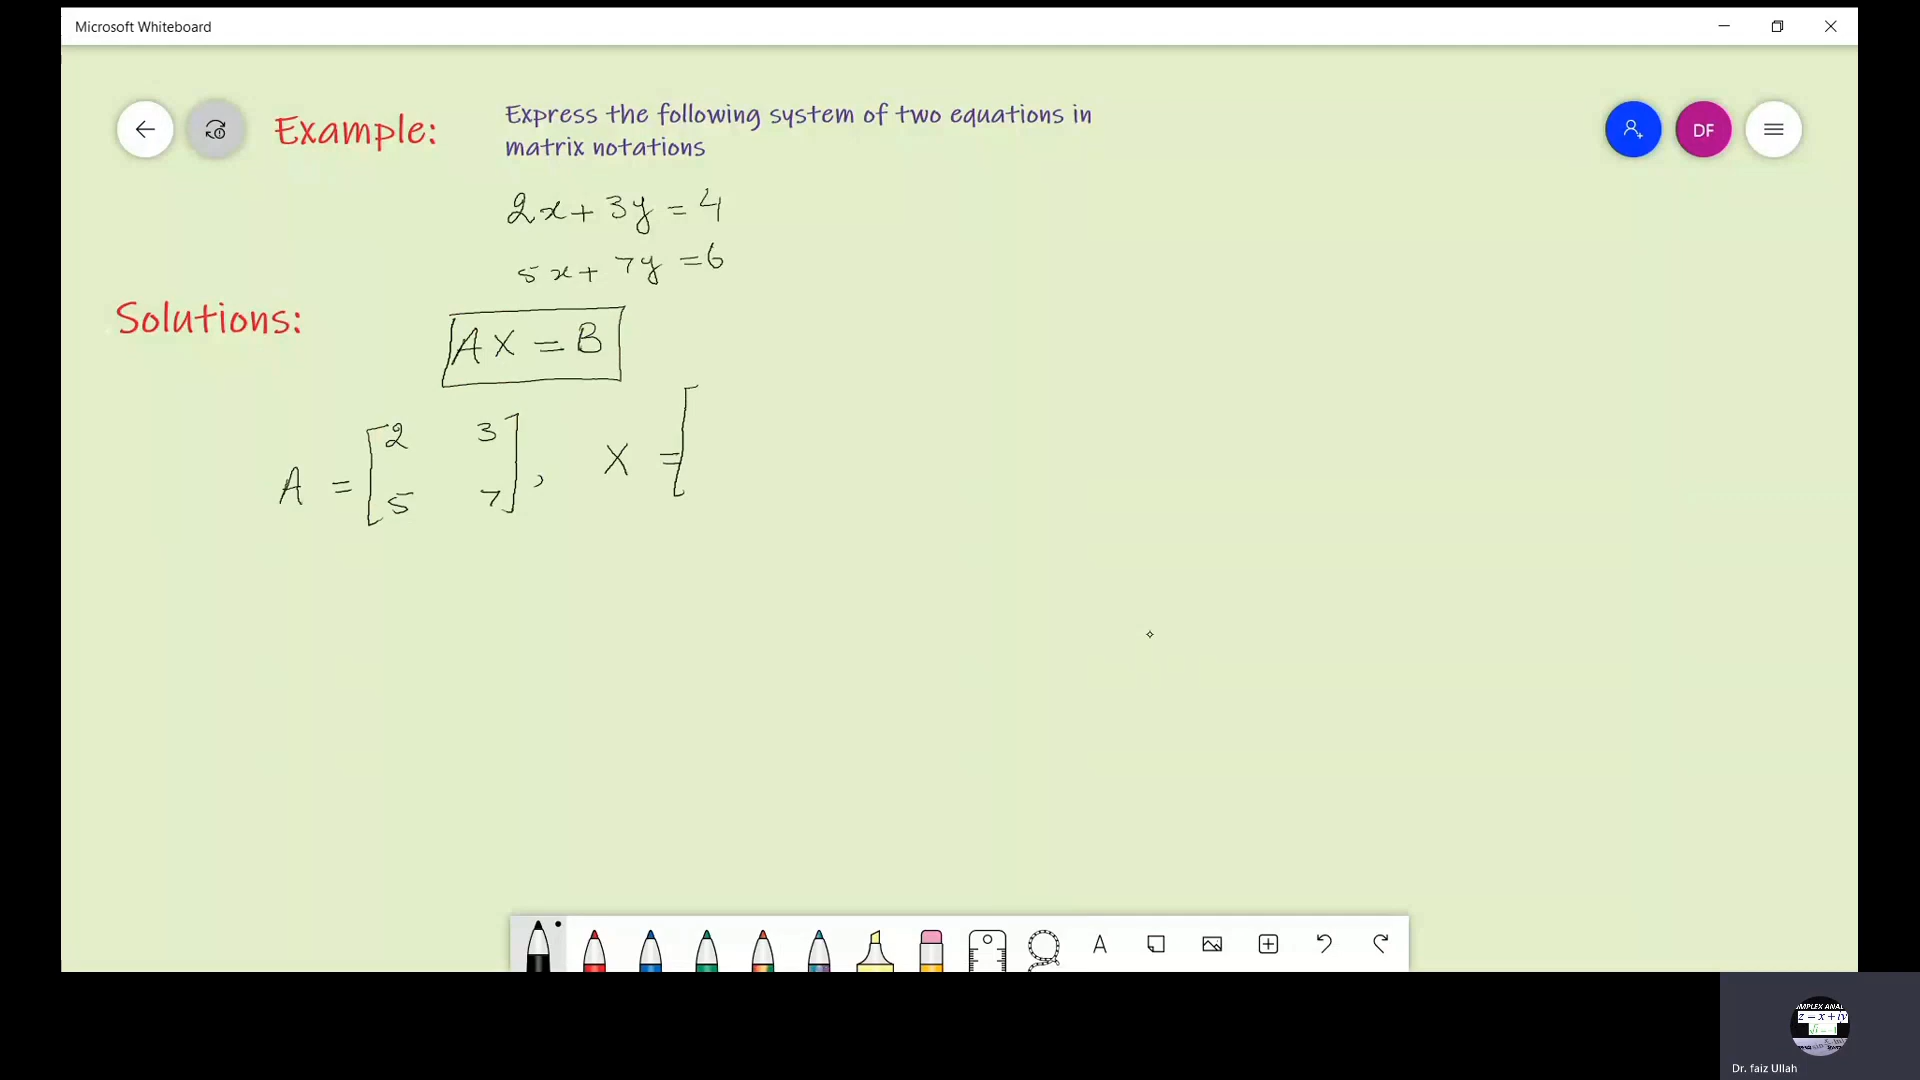 Microsoft Whiteboard
Example:
Express the following system of two equations in
matrix notations
DF
2x + 3y = 4
5x + 7y = 6
Solutions:
AX = B
A = [2 3
5 7], X = [
A
z = x + iy
Dr. faiz Ullah